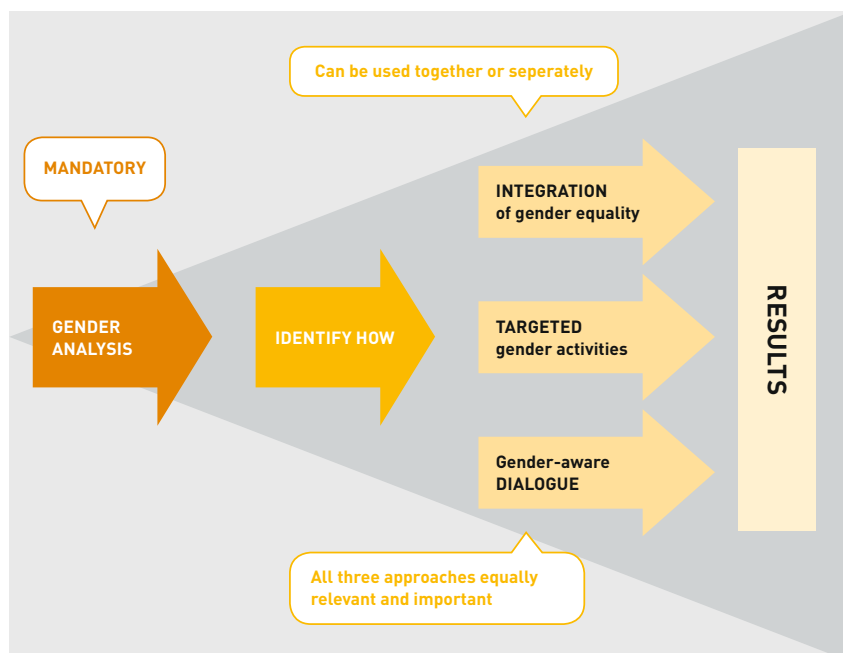 Can be used together or seperately
MANDATORY
GENDER
ANALYSIS
IDENTIFY HOW
INTEGRATION
of gender equality
TARGETED
gender activities
Gender-aware
DIALOGUE
RESULTS
All three approaches equally
relevant and important